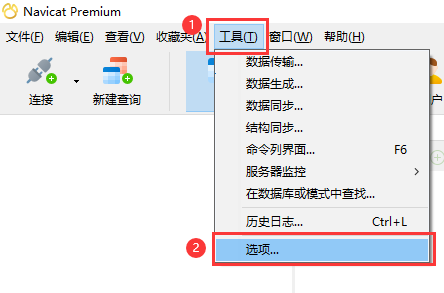 Navicat Premium
文件(F) 编辑(E) 查看(V) 收藏夹(A) 工具(T) 窗口(W) 帮助(H)
1
连接 新建查询 户
数据传输...
数据生成...
数据同步...
结构同步...
命令列界面... F6
服务器监控
在数据库或模式中查找...
历史日志... Ctrl+L
2 选项...